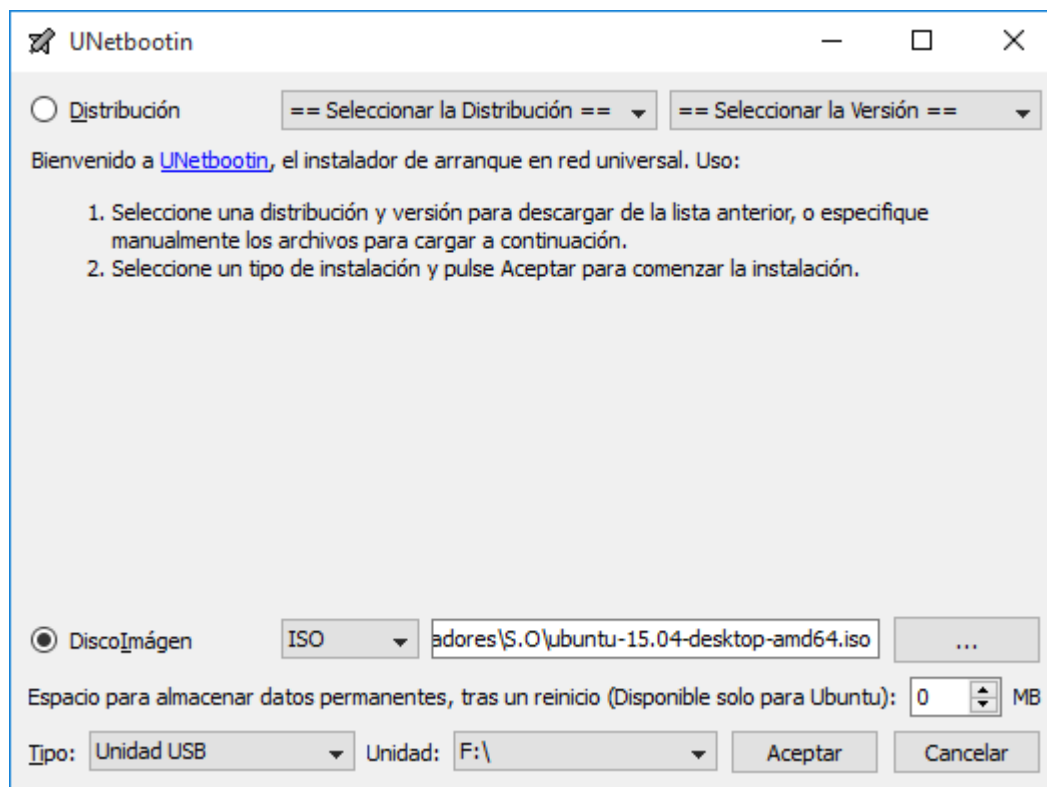 UNetbootin
Distribución == Seleccionar la Distribución == == Seleccionar la Versión ==
Bienvenido a UNetbootin, el instalador de arranque en red universal. Uso:
1. Seleccione una distribución y versión para descargar de la lista anterior, o especifique
manualmente los archivos para cargar a continuación.
2. Seleccione un tipo de instalación y pulse Aceptar para comenzar la instalación.
DiscoImágen ISO adores\S.O\ubuntu-15.04-desktop-amd64.iso ...
Espacio para almacenar datos permanentes, tras un reinicio (Disponible solo para Ubuntu): 0 MB
Tipo: Unidad USB Unidad: F:\ Aceptar Cancelar